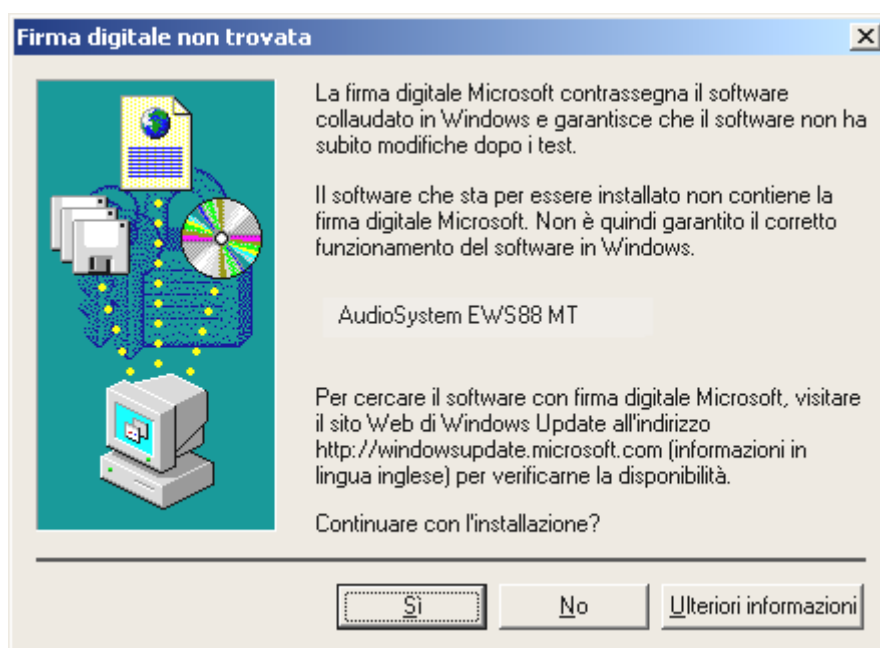 Firma digitale non trovata
La firma digitale Microsoft contrassegna il software
collaudato in Windows e garantisce che il software non ha
subito modifiche dopo i test.
Il software che sta per essere installato non contiene la
firma digitale Microsoft. Non è quindi garantito il corretto
funzionamento del software in Windows.
AudioSystem EWS88 MT
Per cercare il software con firma digitale Microsoft, visitare
il sito Web di Windows Update all'indirizzo
http://windowsupdate.microsoft.com (informazioni in
lingua inglese) per verificarne la disponibilità.
Continuare con l'installazione?
Sì
No
Ulteriori informazioni